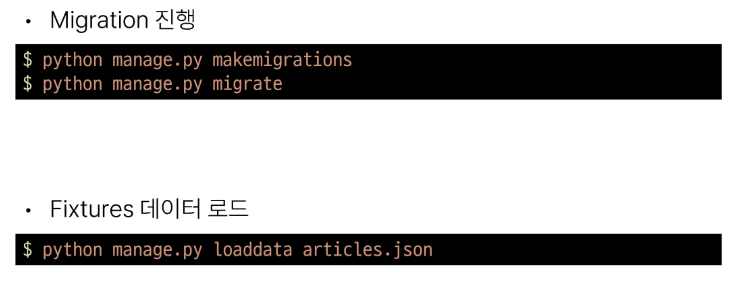 • Migration 진행
$ python manage.py makemigrations
$ python manage.py migrate
• Fixtures 데이터 로드
$ python manage.py loaddata articles.json